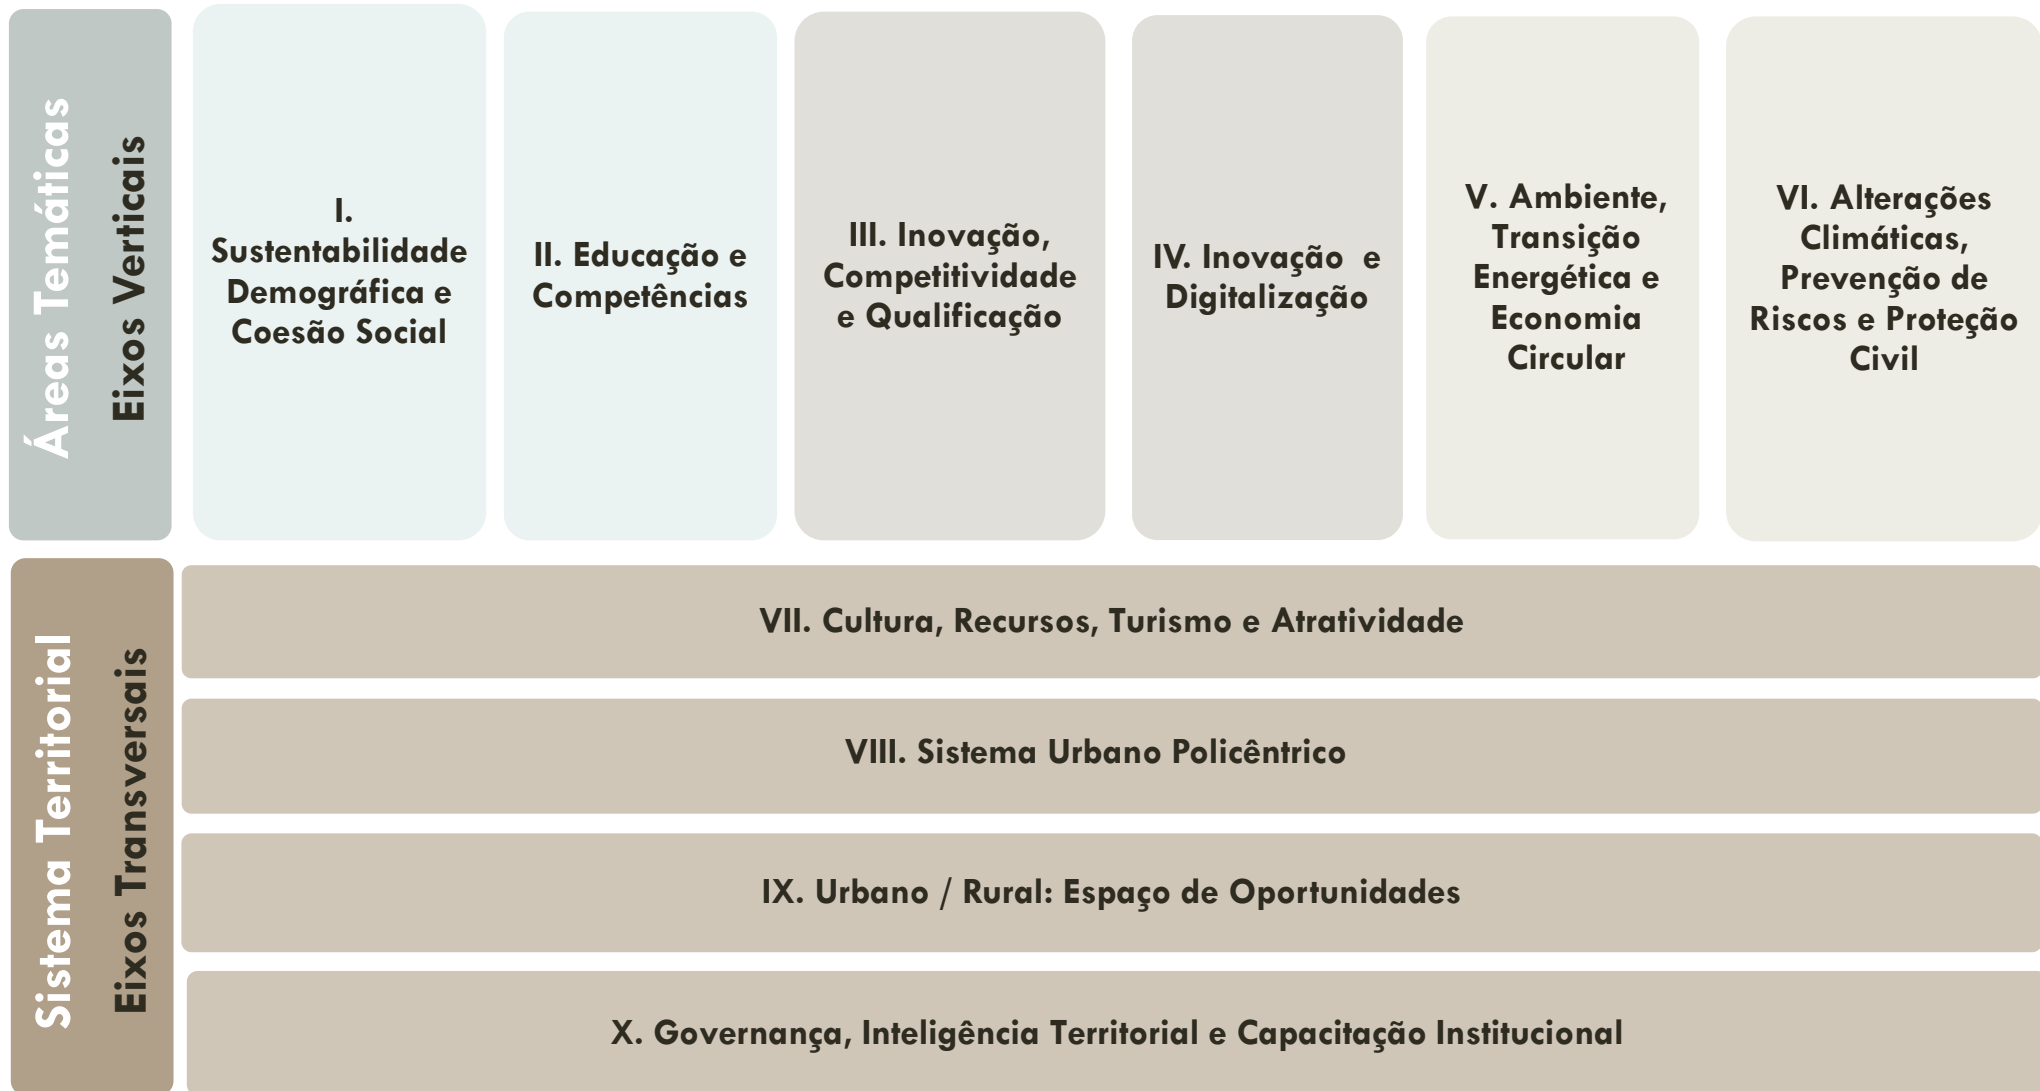 Áreas Temáticas
Eixos Verticais
I.
Sustentabilidade
Demográfica e
Coesão Social
II. Educação e
Competências
III. Inovação,
Competitividade
e Qualificação
IV. Inovação e
Digitalização
V. Ambiente,
Transição
Energética e
Economia
Circular
VI. Alterações
Climáticas,
Prevenção de
Riscos e Proteção
Civil
Sistema Territorial
Eixos Transversais
VII. Cultura, Recursos, Turismo e Atratividade
VIII. Sistema Urbano Policêntrico
IX. Urbano / Rural: Espaço de Oportunidades
X. Governança, Inteligência Territorial e Capacitação Institucional